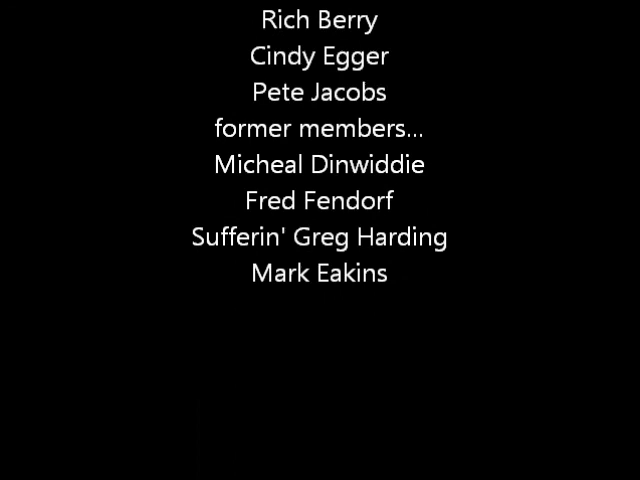 Rich Berry
Cindy Egger
Pete Jacobs
former members...
Micheal Dinwiddie
Fred Fendorf
Sufferin' Greg Harding
Mark Eakins